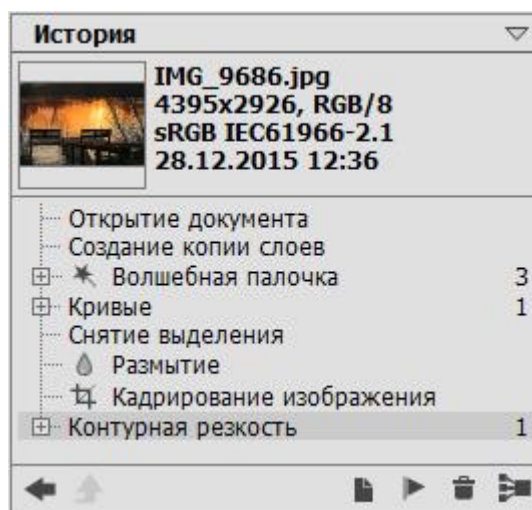 История
IMG_9686.jpg
4395x2926, RGB/8
sRGB IEC61966-2.1
28.12.2015 12:36
Открытие документа
Создание копии слоев
Волшебная палочка 3
Кривые 1
Снятие выделения
Размытие
Кадрирование изображения
Контурная резкость 1